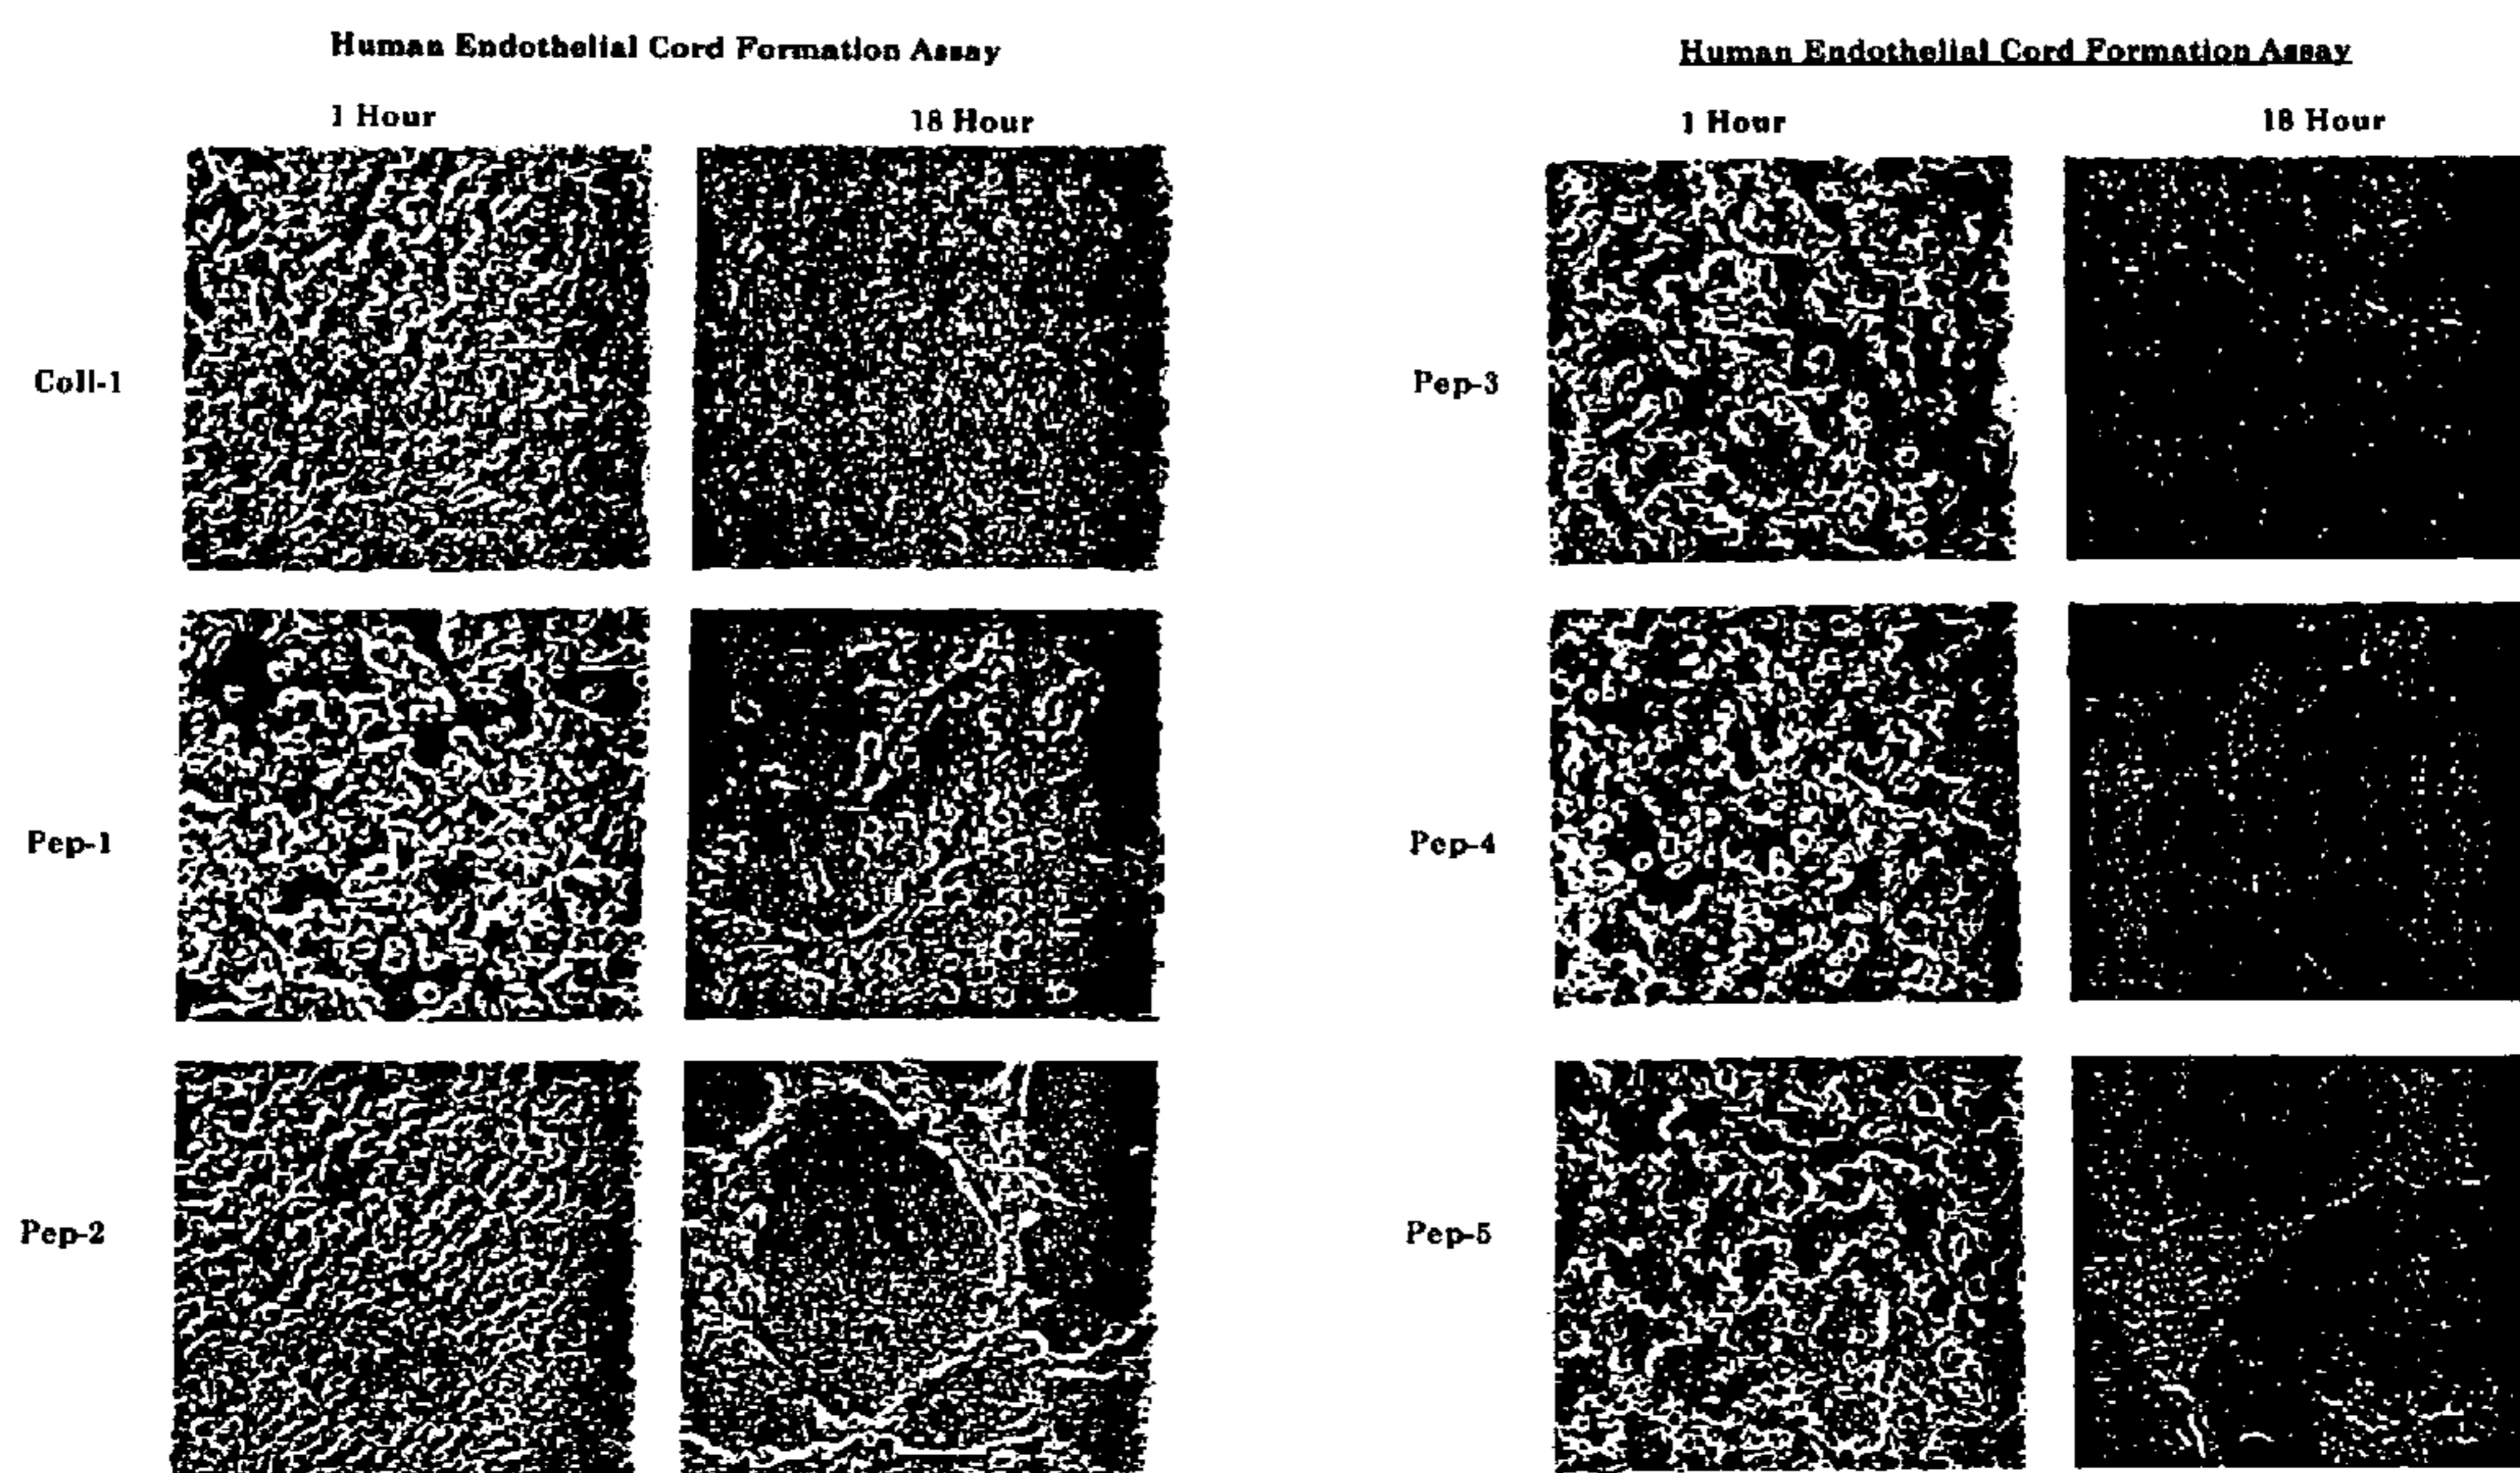 Human Endothelial Cord Formation Assay
1 Hour
18 Hour
Coll-1
Pep-1
Pep-2
Human Endothelial Cord Formation Assay
1 Hour
18 Hour
Pep-3
Pep-4
Pep-5